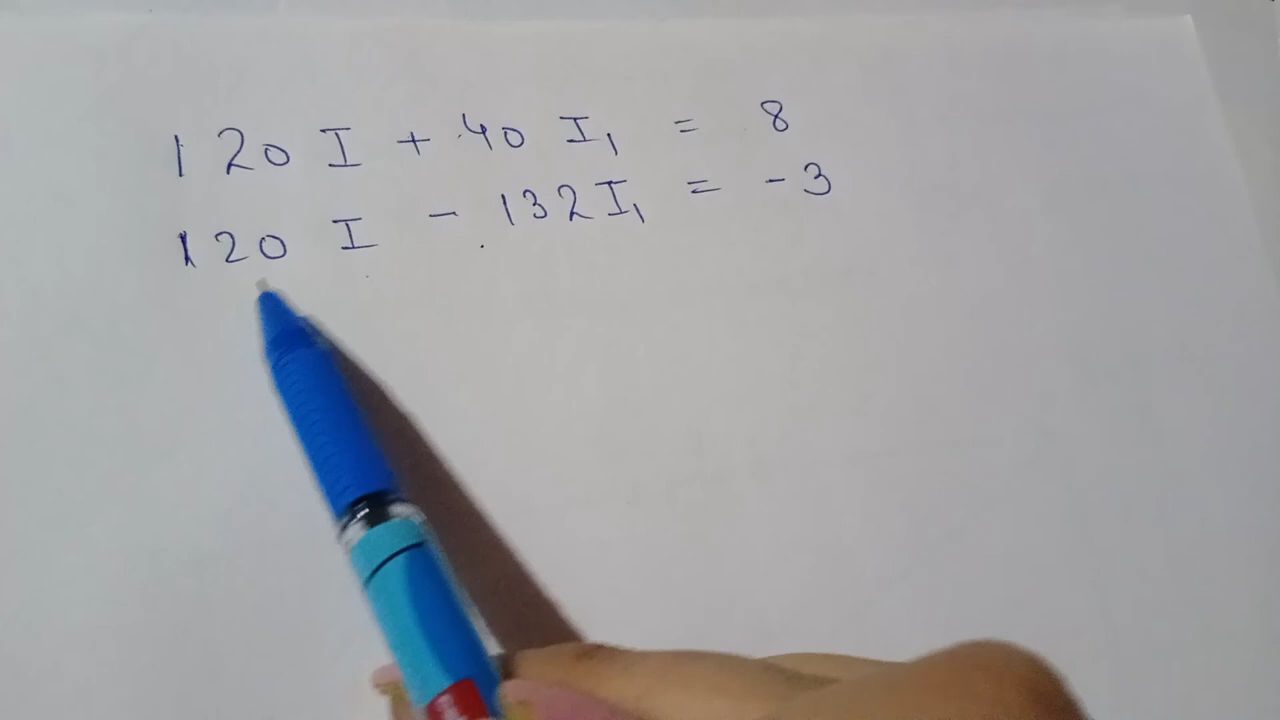 120 I + 40 I₁ = 8
120 I - 132 I₁ = -3